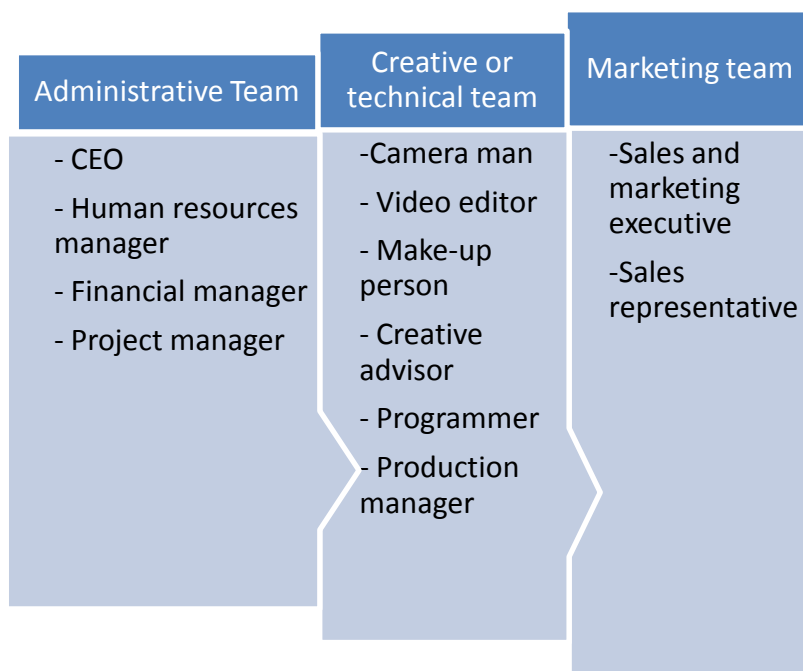 Administrative Team
- CEO
- Human resources
manager
- Financial manager
- Project manager
Creative or
technical team
-Camera man
- Video editor
- Make-up
person
- Creative
advisor
- Programmer
- Production
manager
Marketing team
-Sales and
marketing
executive
-Sales
representative